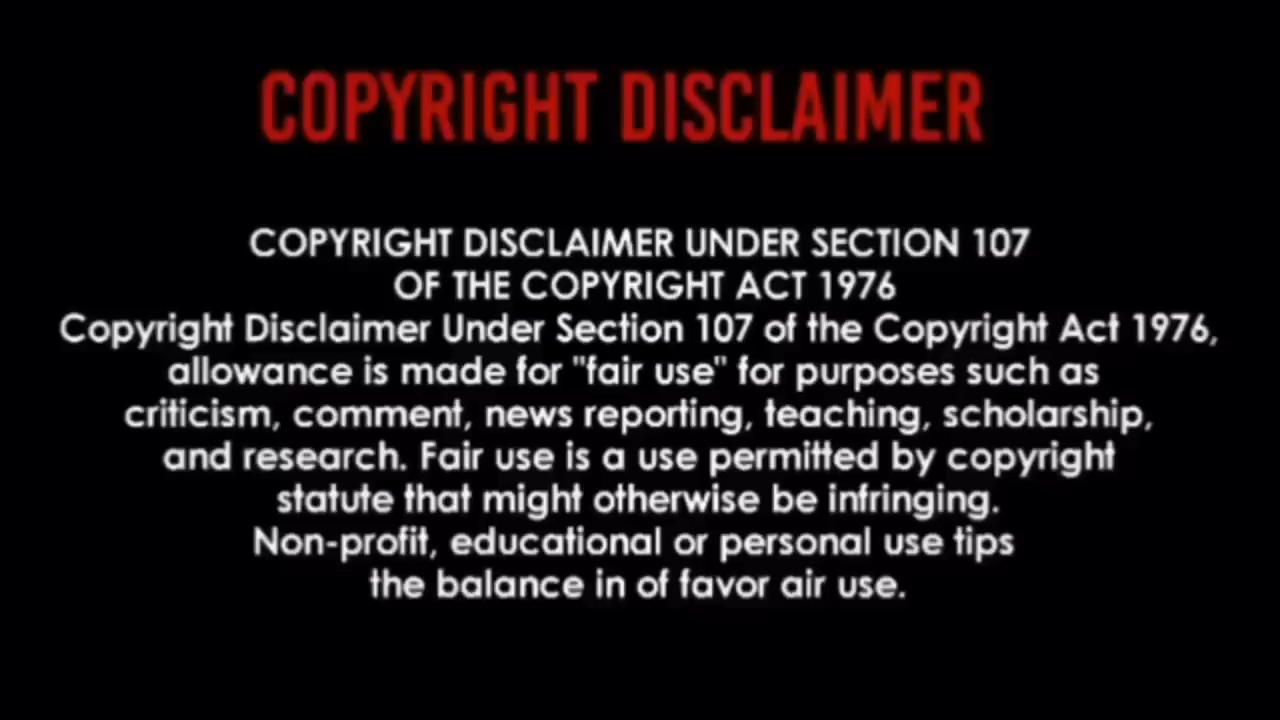 COPYRIGHT DISCLAIMER
COPYRIGHT DISCLAIMER UNDER SECTION 107
OF THE COPYRIGHT ACT 1976
Copyright Disclaimer Under Section 107 of the Copyright Act 1976,
allowance is made for "fair use" for purposes such as
criticism, comment, news reporting, teaching, scholarship,
and research. Fair use is a use permitted by copyright
statute that might otherwise be infringing.
Non-profit, educational or personal use tips
the balance in of favor air use.